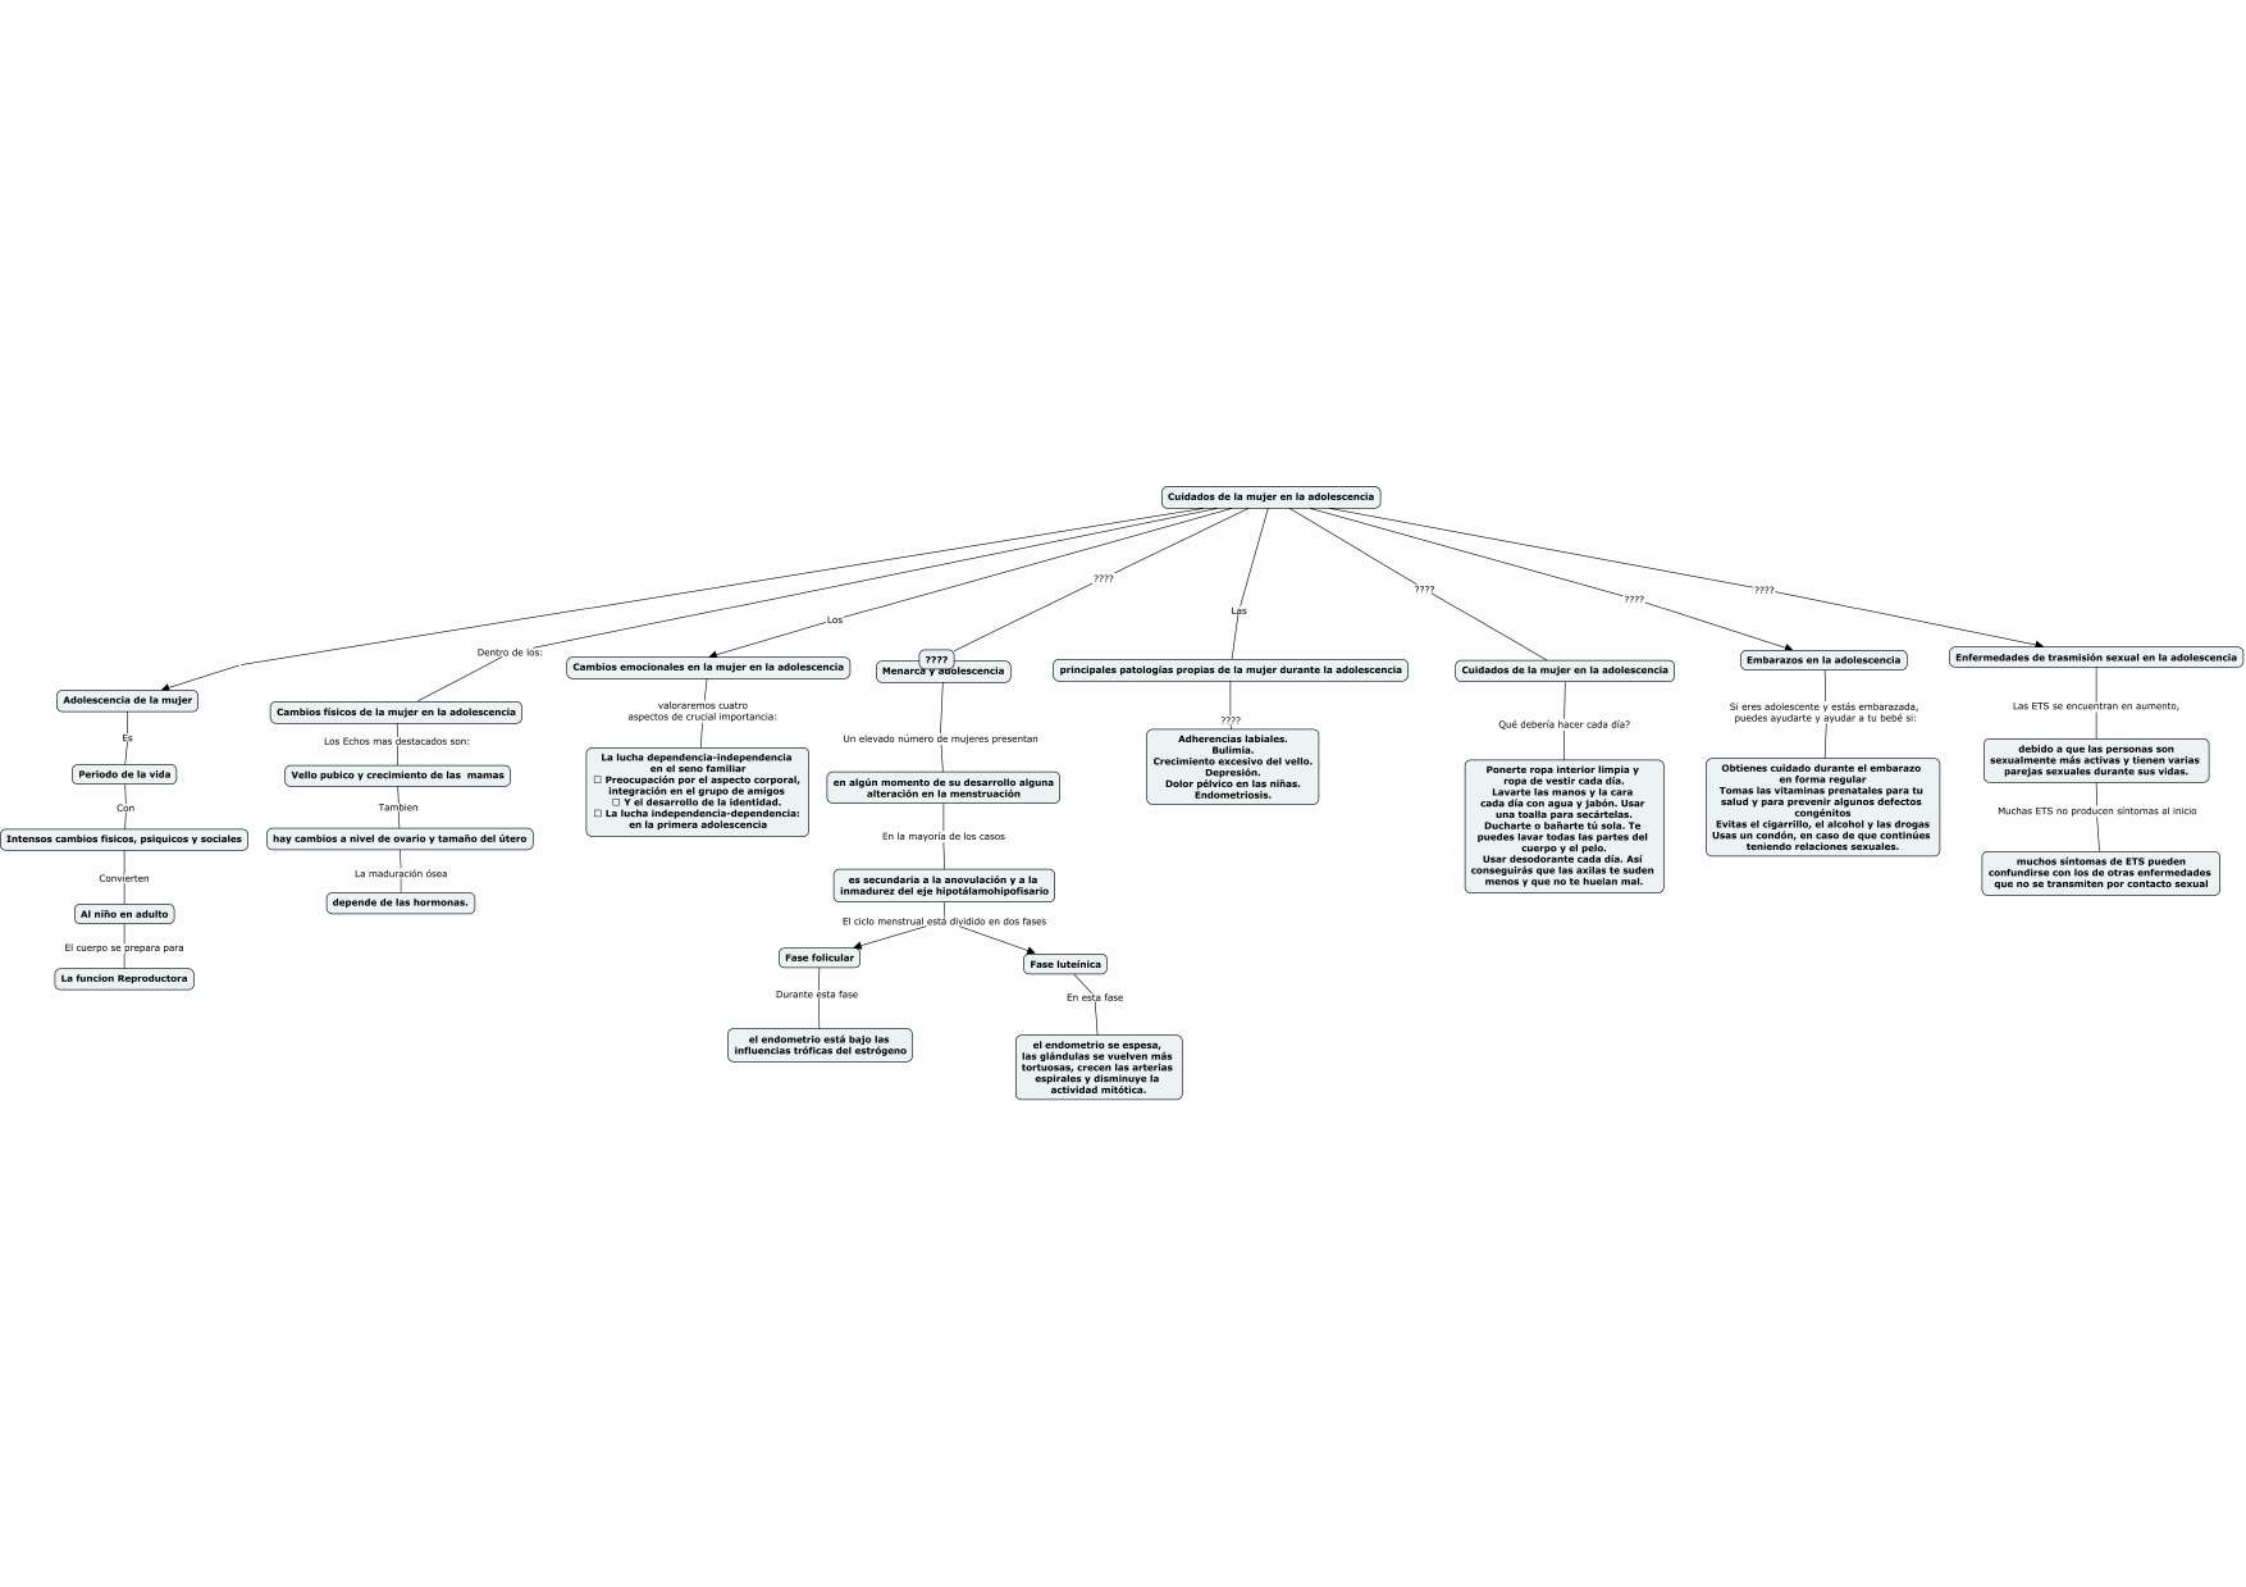 Cuidados de la mujer en la adolescencia
????
????
????
????
Las
Los
Dentro de los:
Adolescencia de la mujer
Es
Periodo de la vida
Con
Intensos cambios fisicos, psiquicos y sociales
Convierten
Al niño en adulto
El cuerpo se prepara para
La funcion Reproductora
Cambios físicos de la mujer en la adolescencia
Los Echos mas destacados son:
Vello pubico y crecimiento de las mamas
Tambien
hay cambios a nivel de ovario y tamaño del útero
La maduración ósea
depende de las hormonas.
Cambios emocionales en la mujer en la adolescencia
valoraremos cuatro
aspectos de crucial importancia:
La lucha dependencia-independencia
en el seno familiar
☐ Preocupación por el aspecto corporal,
integración en el grupo de amigos
☐ Y el desarrollo de la identidad.
☐ La lucha independencia-dependencia:
en la primera adolescencia
????
Menarca y adolescencia
Un elevado número de mujeres presentan
en algún momento de su desarrollo alguna
alteración en la menstruación
En la mayoría de los casos
es secundaria a la anovulación y a la
inmadurez del eje hipotálamohipofisario
El ciclo menstrual está dividido en dos fases
Fase folicular
Durante esta fase
el endometrio está bajo las
influencias tróficas del estrógeno
Fase luteínica
En esta fase
el endometrio se espesa,
las glándulas se vuelven más
tortuosas, crecen las arterias
espirales y disminuye la
actividad mitótica.
principales patologías propias de la mujer durante la adolescencia
????
Adherencias labiales.
Bulimia.
Crecimiento excesivo del vello.
Depresión.
Dolor pélvico en las niñas.
Endometriosis.
Cuidados de la mujer en la adolescencia
Qué debería hacer cada día?
Ponerte ropa interior limpia y
ropa de vestir cada día.
Lavarte las manos y la cara
cada día con agua y jabón. Usar
una toalla para secártelas.
Ducharte o bañarte tú sola. Te
puedes lavar todas las partes del
cuerpo y el pelo.
Usar desodorante cada día. Así
conseguirás que las axilas te suden
menos y que no te huelan mal.
Embarazos en la adolescencia
Si eres adolescente y estás embarazada,
puedes ayudarte y ayudar a tu bebé si:
Obtienes cuidado durante el embarazo
en forma regular
Tomas las vitaminas prenatales para tu
salud y para prevenir algunos defectos
congénitos
Evitas el cigarrillo, el alcohol y las drogas
Usas un condón, en caso de que continúes
teniendo relaciones sexuales.
Enfermedades de trasmisión sexual en la adolescencia
Las ETS se encuentran en aumento,
debido a que las personas son
sexualmente más activas y tienen varias
parejas sexuales durante sus vidas.
Muchas ETS no producen síntomas al inicio
muchos síntomas de ETS pueden
confundirse con los de otras enfermedades
que no se transmiten por contacto sexual